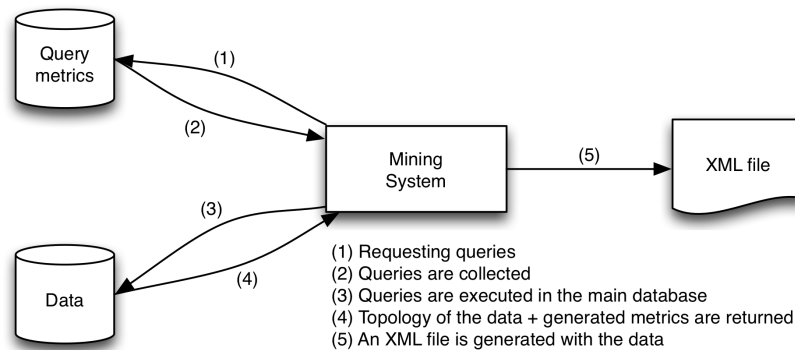 Query
metrics
(1)
(2)
Mining
System
(5)
XML file
(3)
(4)
Data
(1) Requesting queries
(2) Queries are collected
(3) Queries are executed in the main database
(4) Topology of the data + generated metrics are returned
(5) An XML file is generated with the data